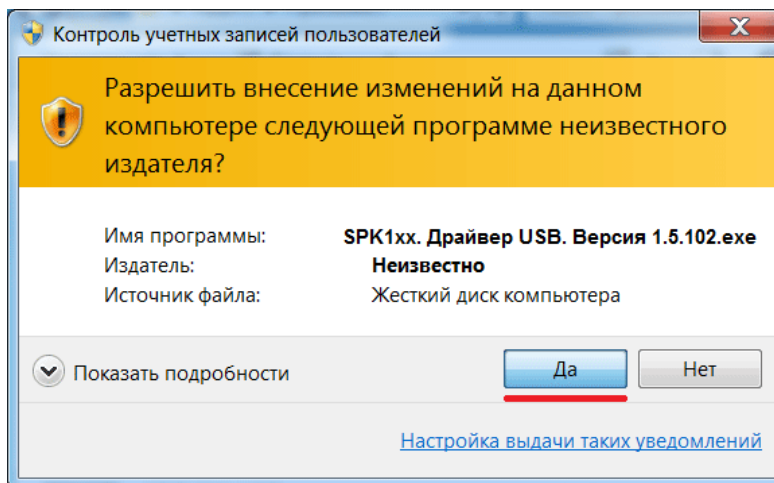 Контроль учетных записей пользователей
Разрешить внесение изменений на данном
компьютере следующей программе неизвестного
издателя?
Имя программы: SPK1xx. Драйвер USB. Версия 1.5.102.exe
Издатель: Неизвестно
Источник файла: Жесткий диск компьютера
Показать подробности Да Нет
Настройка выдачи таких уведомлений